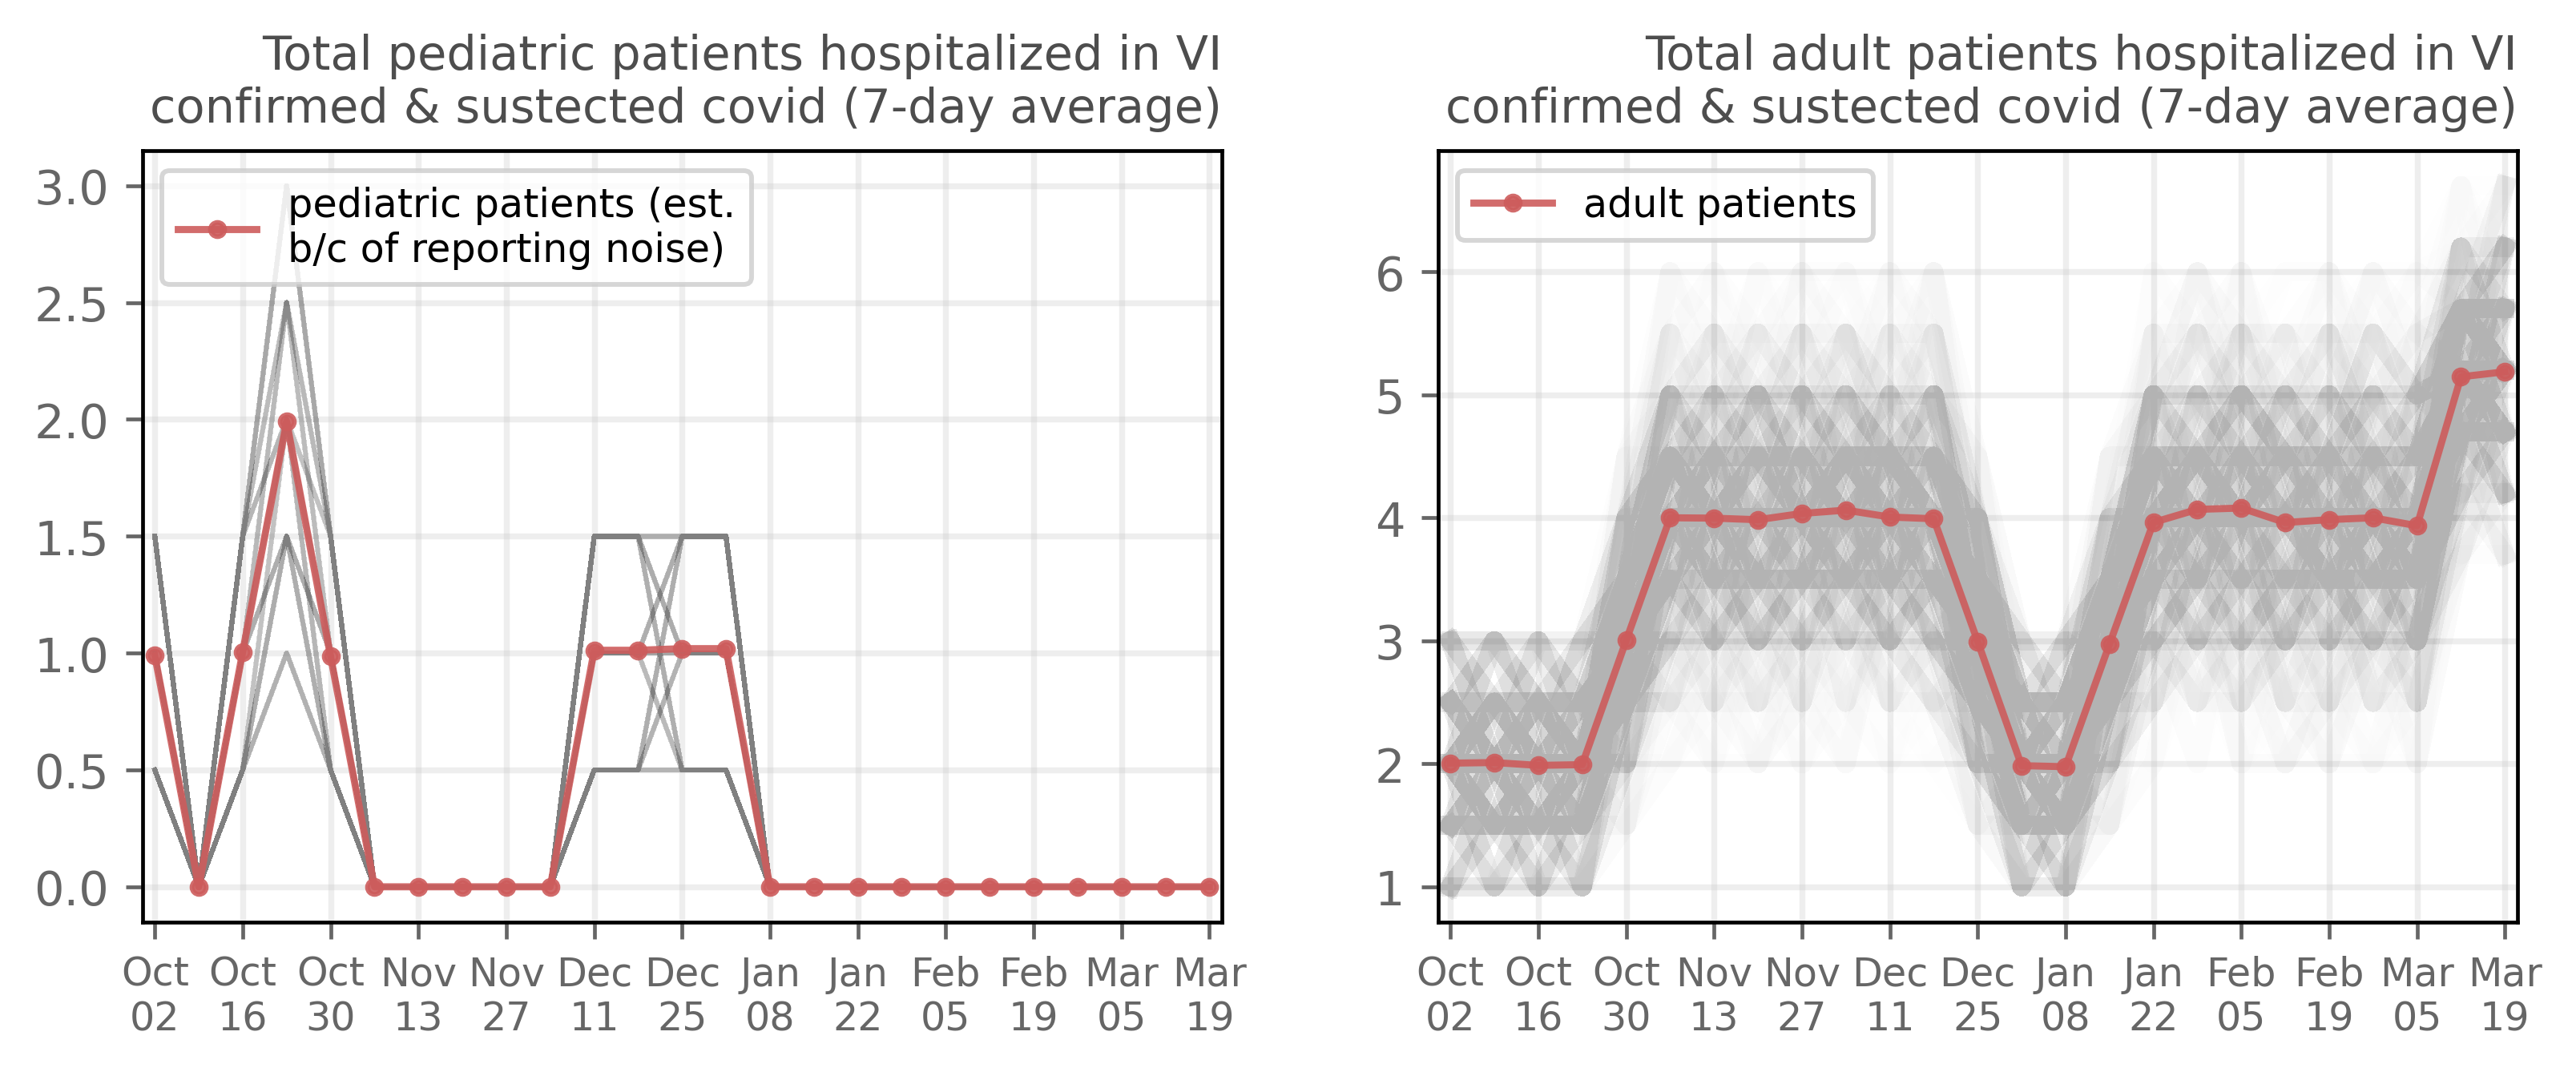 Total pediatric patients hospitalized in VI
confirmed & sustected covid (7-day average)
pediatric patients (est.
b/c of reporting noise)
3.0
2.5
2.0
1.5
1.0
0.5
0.0
Oct Oct Oct Nov Nov Dec Dec Jan Jan Feb Feb Mar Mar
02 16 30 13 27 11 25 08 22 05 19 05 19
Total adult patients hospitalized in VI
confirmed & sustected covid (7-day average)
adult patients
6
5
4
3
2
1
Oct Oct Oct Nov Nov Dec Dec Jan Jan Feb Feb Mar Mar
02 16 30 13 27 11 25 08 22 05 19 05 19